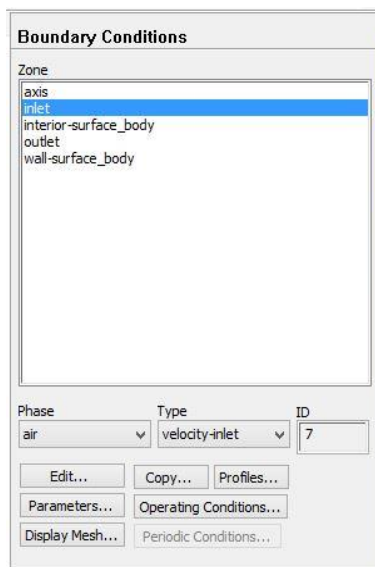 Boundary Conditions
Zone
axis
inlet
interior-surface_body
outlet
wall-surface_body
Phase Type ID
air velocity-inlet 7
Edit... Copy... Profiles...
Parameters... Operating Conditions...
Display Mesh... Periodic Conditions...